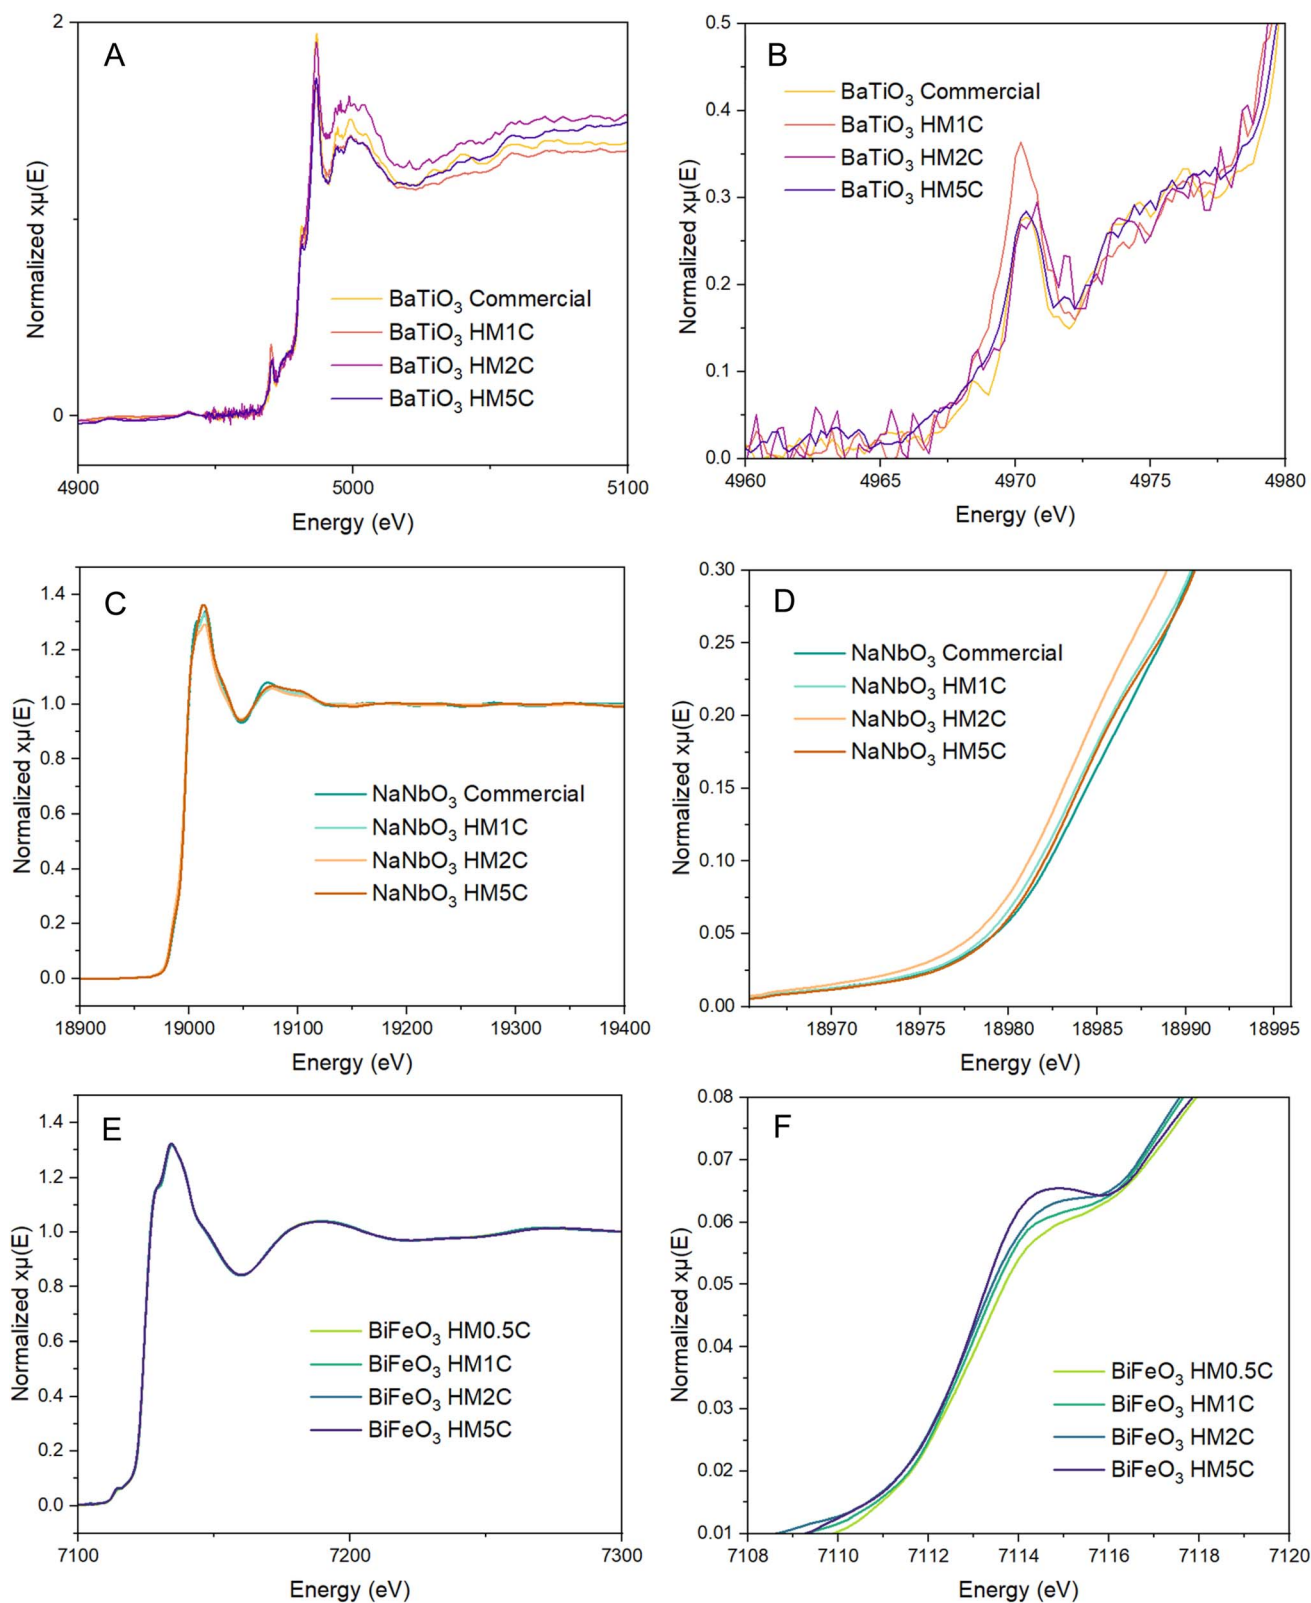 A
2
0
Normalized xμ(E)
BaTiO3 Commercial
BaTiO3 HM1C
BaTiO3 HM2C
BaTiO3 HM5C
4900 5000 5100
Energy (eV)
B
0.5
0.4
0.3
0.2
0.1
0.0
Normalized xμ(E)
BaTiO3 Commercial
BaTiO3 HM1C
BaTiO3 HM2C
BaTiO3 HM5C
4960 4965 4970 4975 4980
Energy (eV)
C
1.4
1.2
1.0
0.8
0.6
0.4
0.2
0.0
Normalized xμ(E)
NaNbO3 Commercial
NaNbO3 HM1C
NaNbO3 HM2C
NaNbO3 HM5C
18900 19000 19100 19200 19300 19400
Energy (eV)
D
0.30
0.25
0.20
0.15
0.10
0.05
0.00
Normalized xμ(E)
NaNbO3 Commercial
NaNbO3 HM1C
NaNbO3 HM2C
NaNbO3 HM5C
18970 18975 18980 18985 18990 18995
Energy (eV)
E
1.4
1.2
1.0
0.8
0.6
0.4
0.2
0.0
Normalized xμ(E)
BiFeO3 HM0.5C
BiFeO3 HM1C
BiFeO3 HM2C
BiFeO3 HM5C
7100 7200 7300
Energy (eV)
F
0.08
0.07
0.06
0.05
0.04
0.03
0.02
0.01
Normalized xμ(E)
BiFeO3 HM0.5C
BiFeO3 HM1C
BiFeO3 HM2C
BiFeO3 HM5C
7108 7110 7112 7114 7116 7118 7120
Energy (eV)